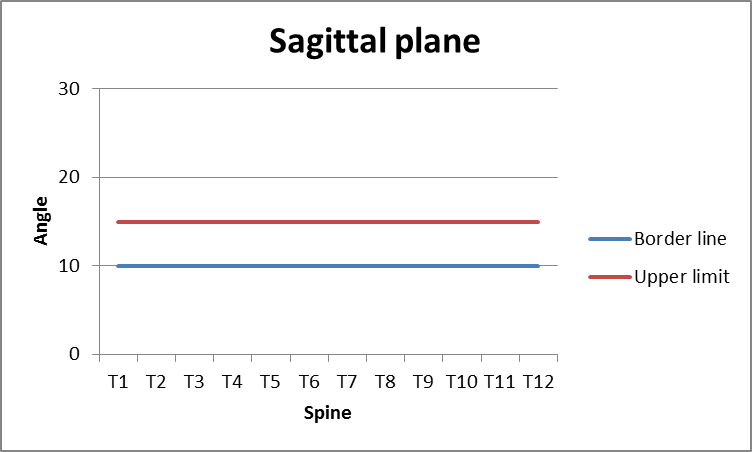 Sagittal plane
30
20
10
0
Angle
T1 T2 T3 T4 T5 T6 T7 T8 T9 T10 T11 T12
Spine
Border line
Upper limit